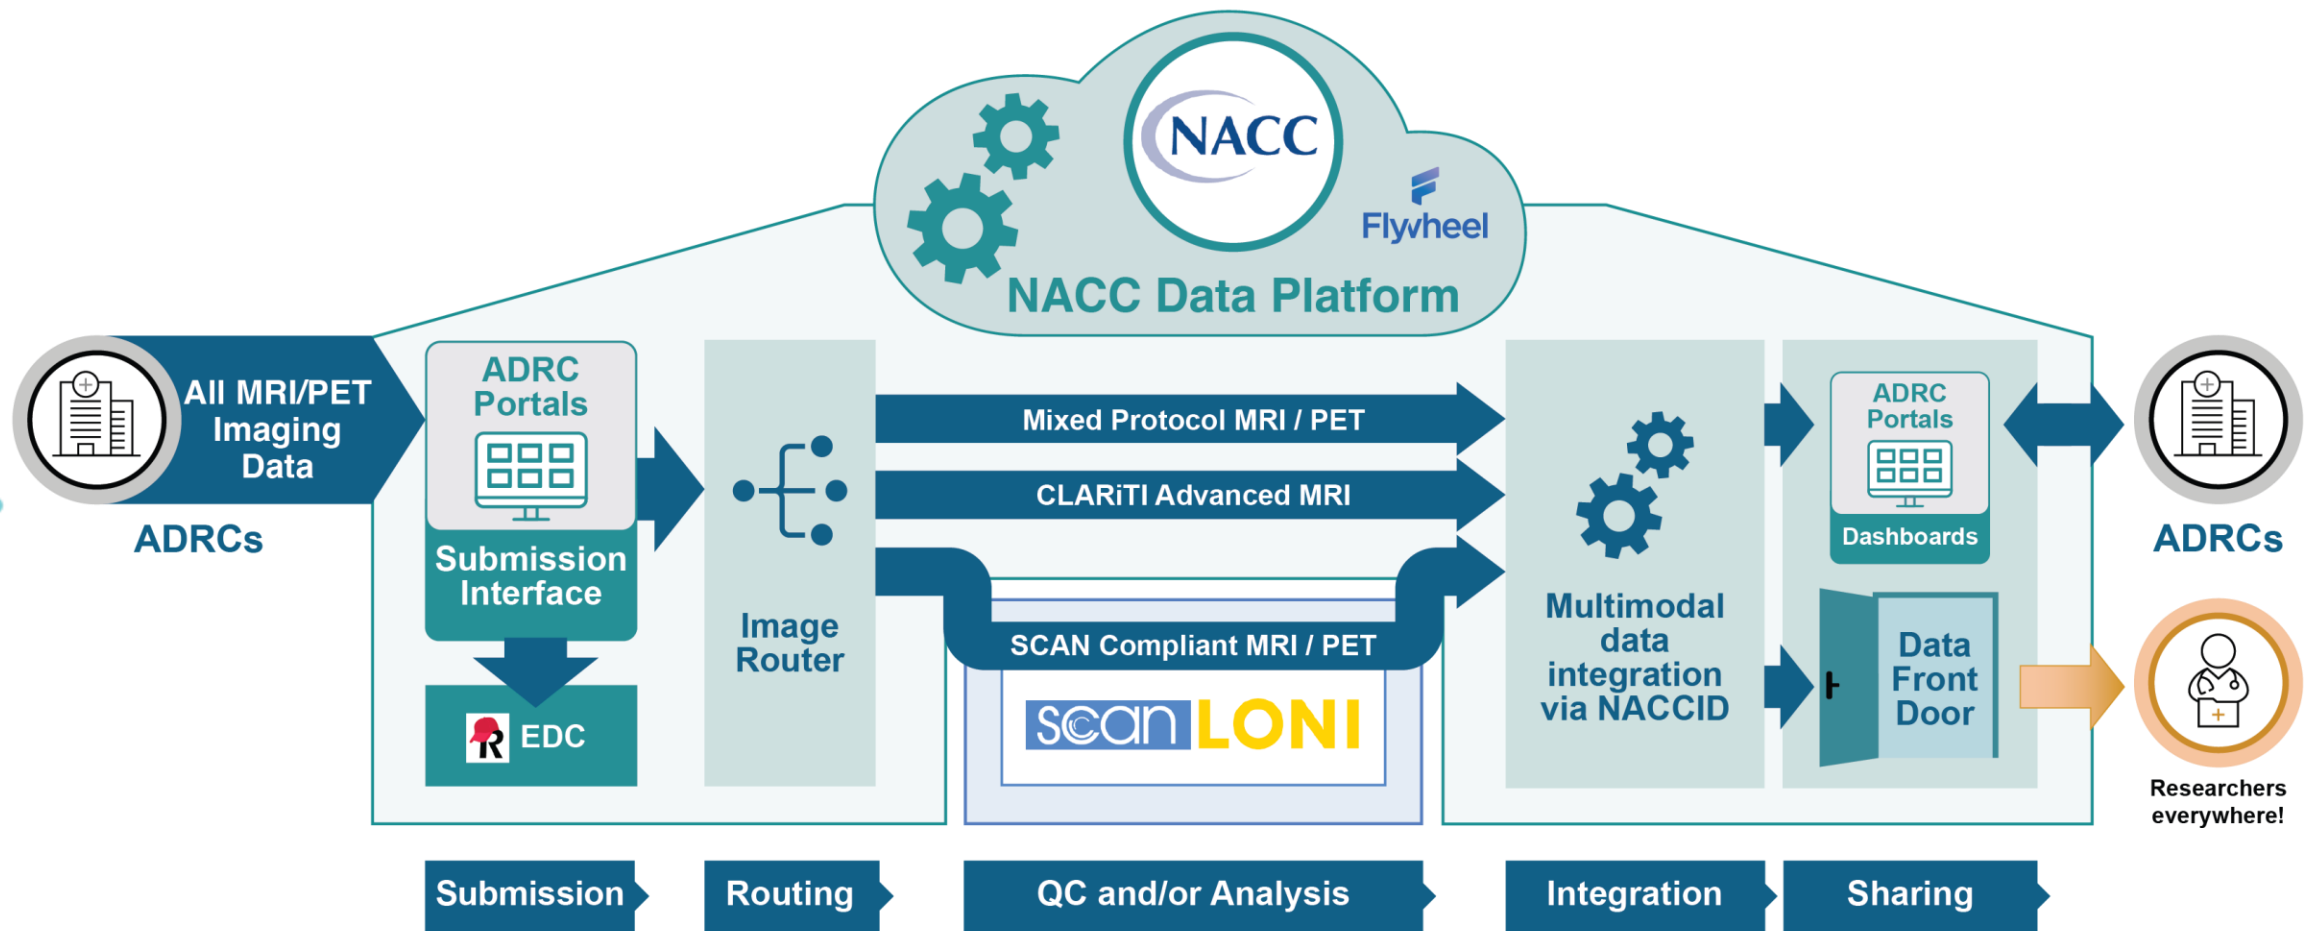 NACC
Flywheel
NACC Data Platform
All MRI/PET
Imaging
Data
ADRCs
ADRC
Portals
Submission
Interface
R
EDC
Image
Router
Mixed Protocol MRI / PET
CLARiTI Advanced MRI
SCAN Compliant MRI / PET
scan LONI
Multimodal
data
integration
via NACCID
ADRC
Portals
Dashboards
Data
Front
Door
ADRCs
Researchers
everywhere!
Submission
Routing
QC and/or Analysis
Integration
Sharing